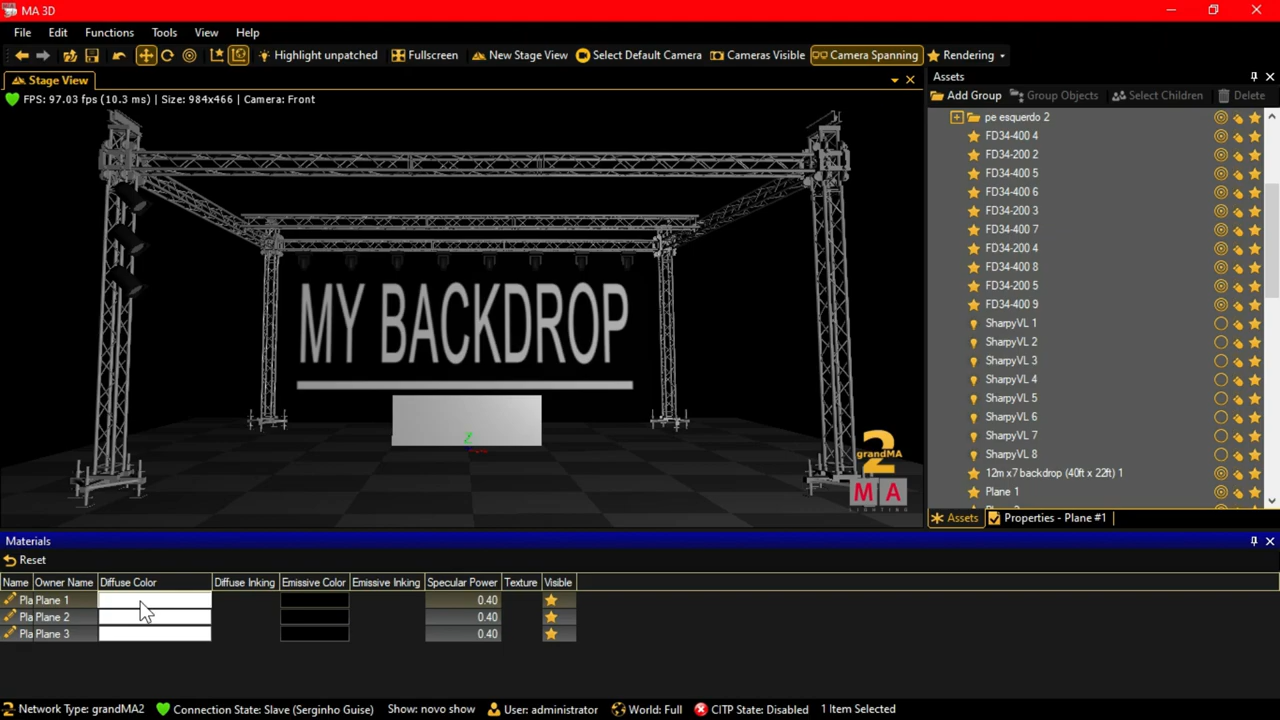 MA 3D
File Edit Functions Tools View Help
Highlight unpatched Fullscreen New Stage View Select Default Camera Cameras Visible Camera Spanning Rendering
Stage View
FPS: 97.03 fps (10.3 ms) | Size: 984x466 | Camera: Front
MY BACKDROP
2
grandMA
MA
LIGHTING
Assets
Add Group Group Objects Select Children Delete
pe esquerdo 2
FD34-400 4
FD34-200 2
FD34-400 5
FD34-400 6
FD34-200 3
FD34-400 7
FD34-200 4
FD34-400 8
FD34-200 5
FD34-400 9
SharpyVL 1
SharpyVL 2
SharpyVL 3
SharpyVL 4
SharpyVL 5
SharpyVL 6
SharpyVL 7
SharpyVL 8
12m x7 backdrop (40ft x 22ft) 1
Plane 1
Assets Properties - Plane #1
Materials
Reset
Name Owner Name Diffuse Color Diffuse Inking Emissive Color Emissive Inking Specular Power Texture Visible
Pla Plane 1 0.40
Pla Plane 2 0.40
Pla Plane 3 0.40
2 Network Type: grandMA2 Connection State: Slave (Serginho Guise) Show: novo show User: administrator World: Full CITP State: Disabled 1 Item Selected